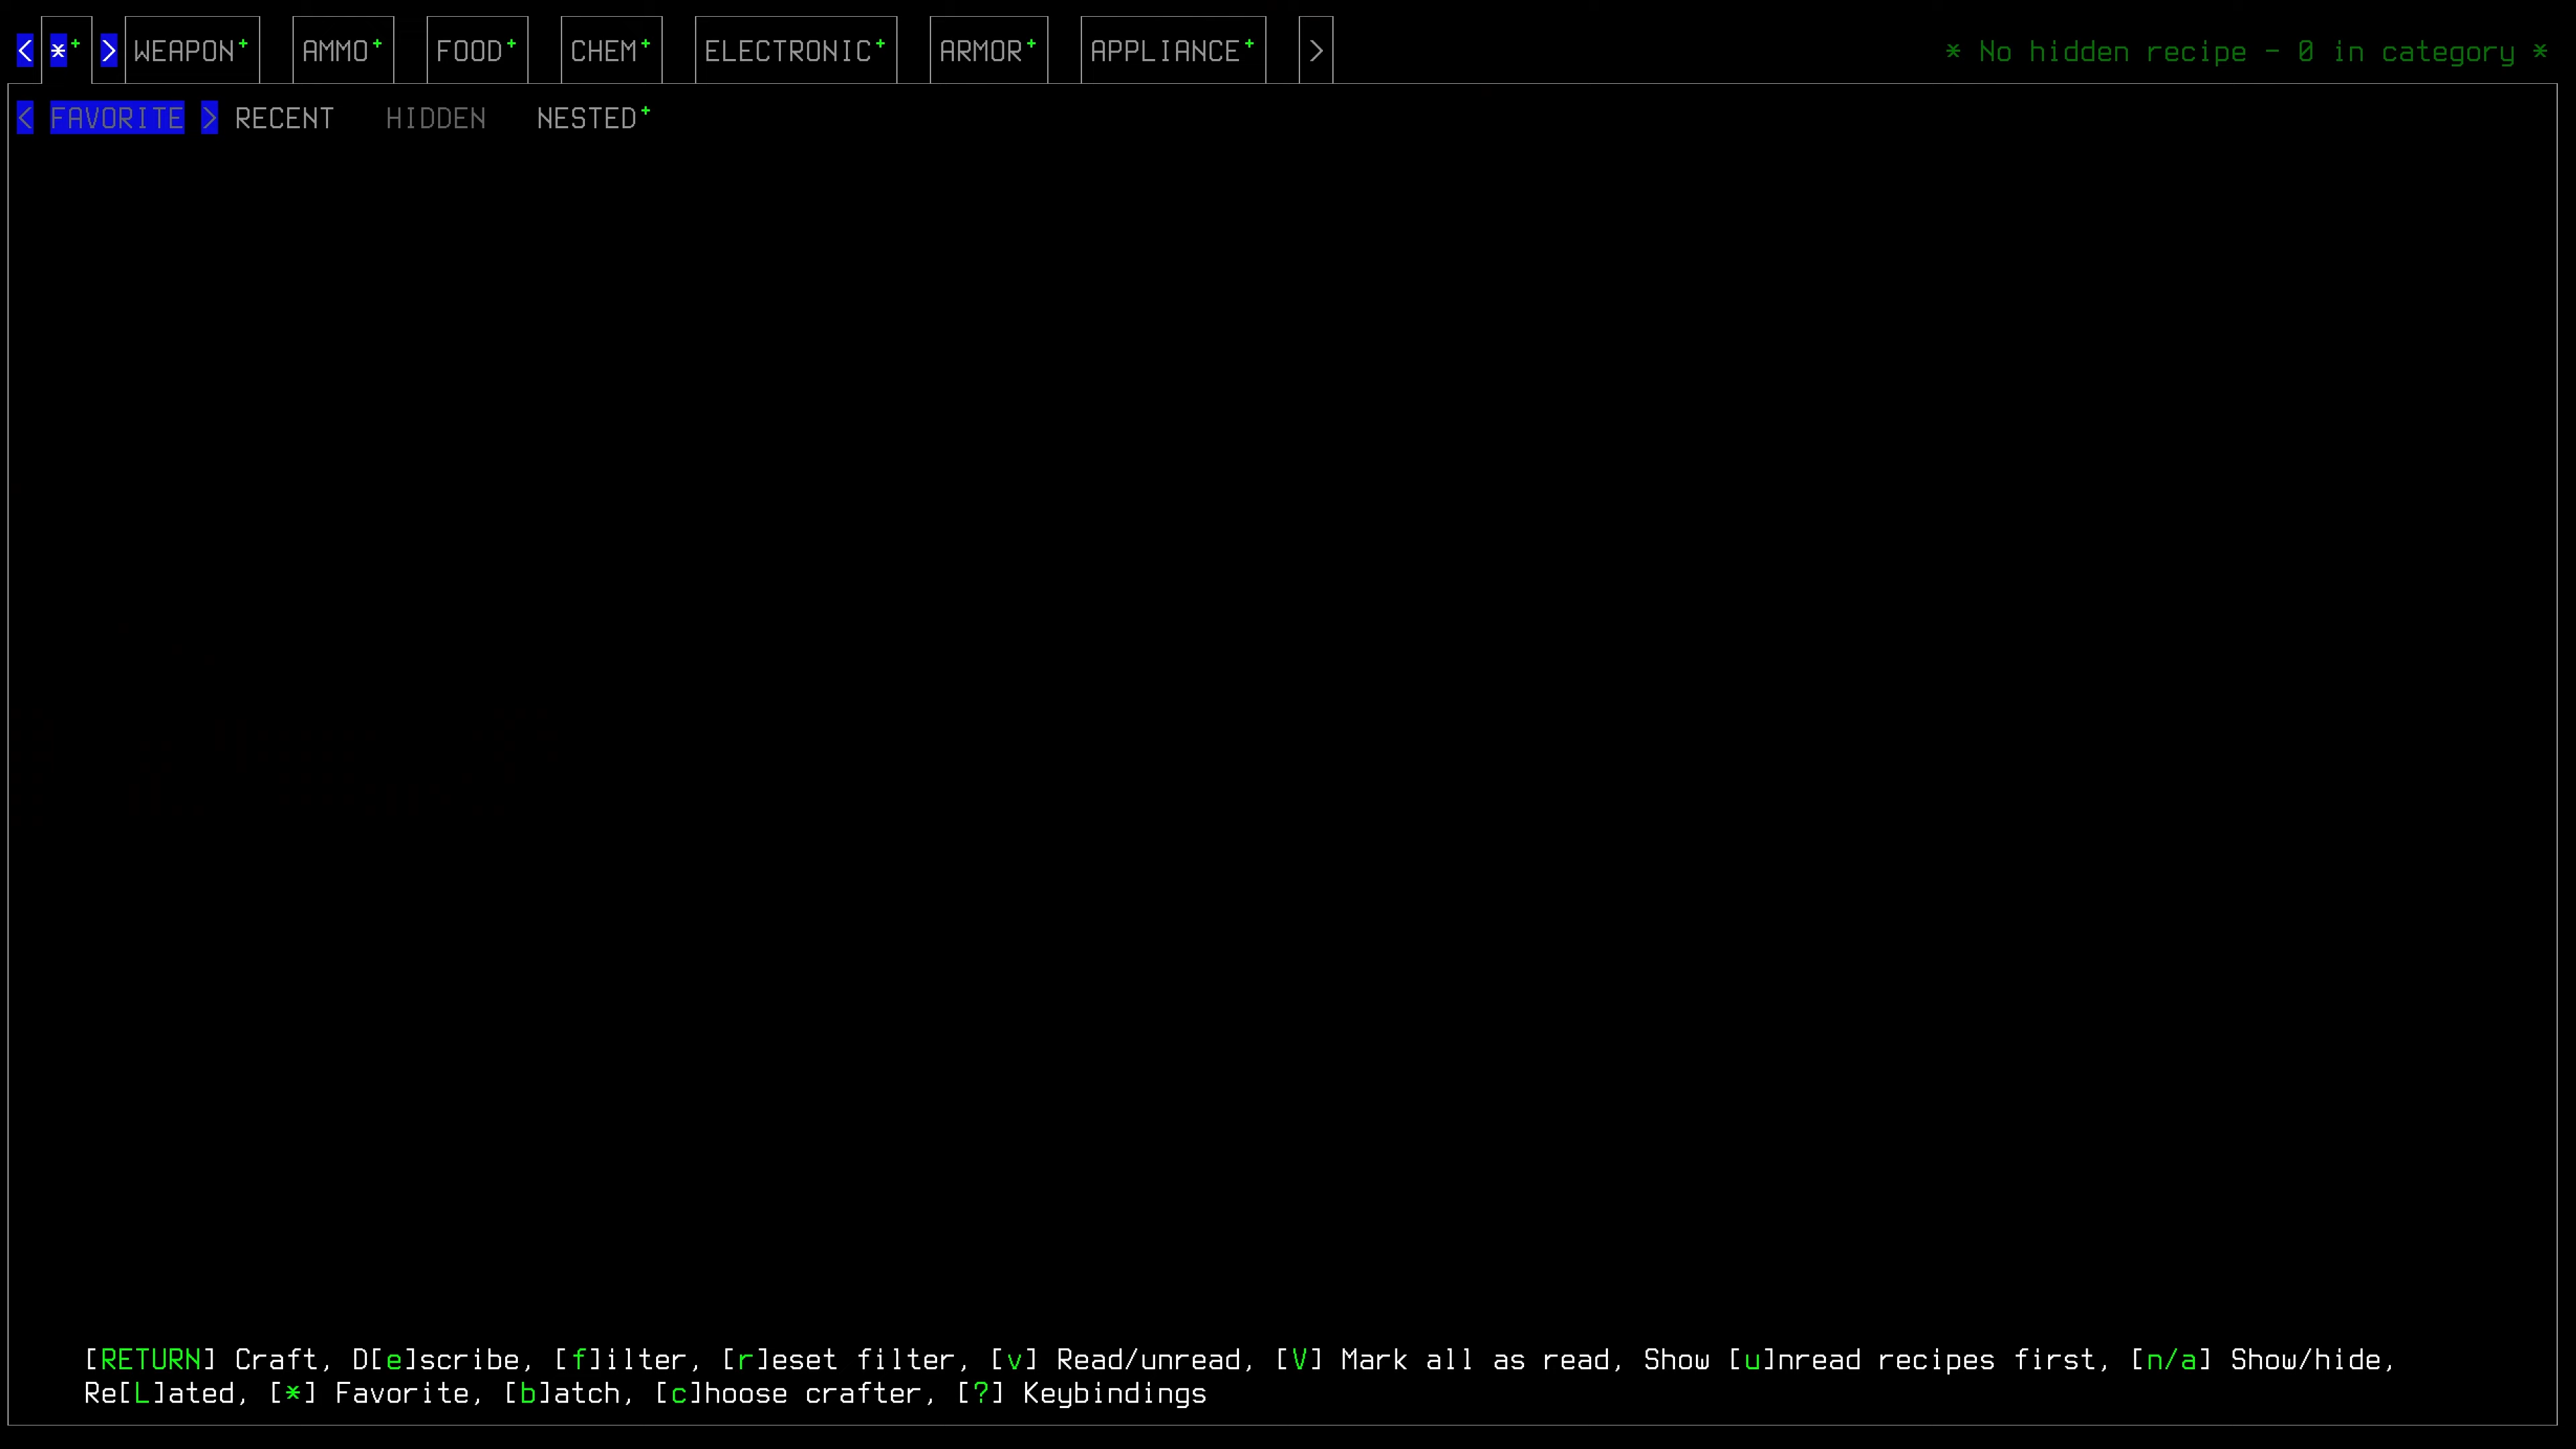 < *+ > WEAPON+ AMMO+ FOOD+ CHEM+ ELECTRONIC+ ARMOR+ APPLIANCE+ > * No hidden recipe - 0 in category *
< FAVORITE > RECENT HIDDEN NESTED+
[RETURN] Craft, D[e]scribe, [f]ilter, [r]eset filter, [v] Read/unread, [V] Mark all as read, Show [u]nread recipes first, [n/a] Show/hide,
Re[L]ated, [*] Favorite, [b]atch, [c]hoose crafter, [?] Keybindings